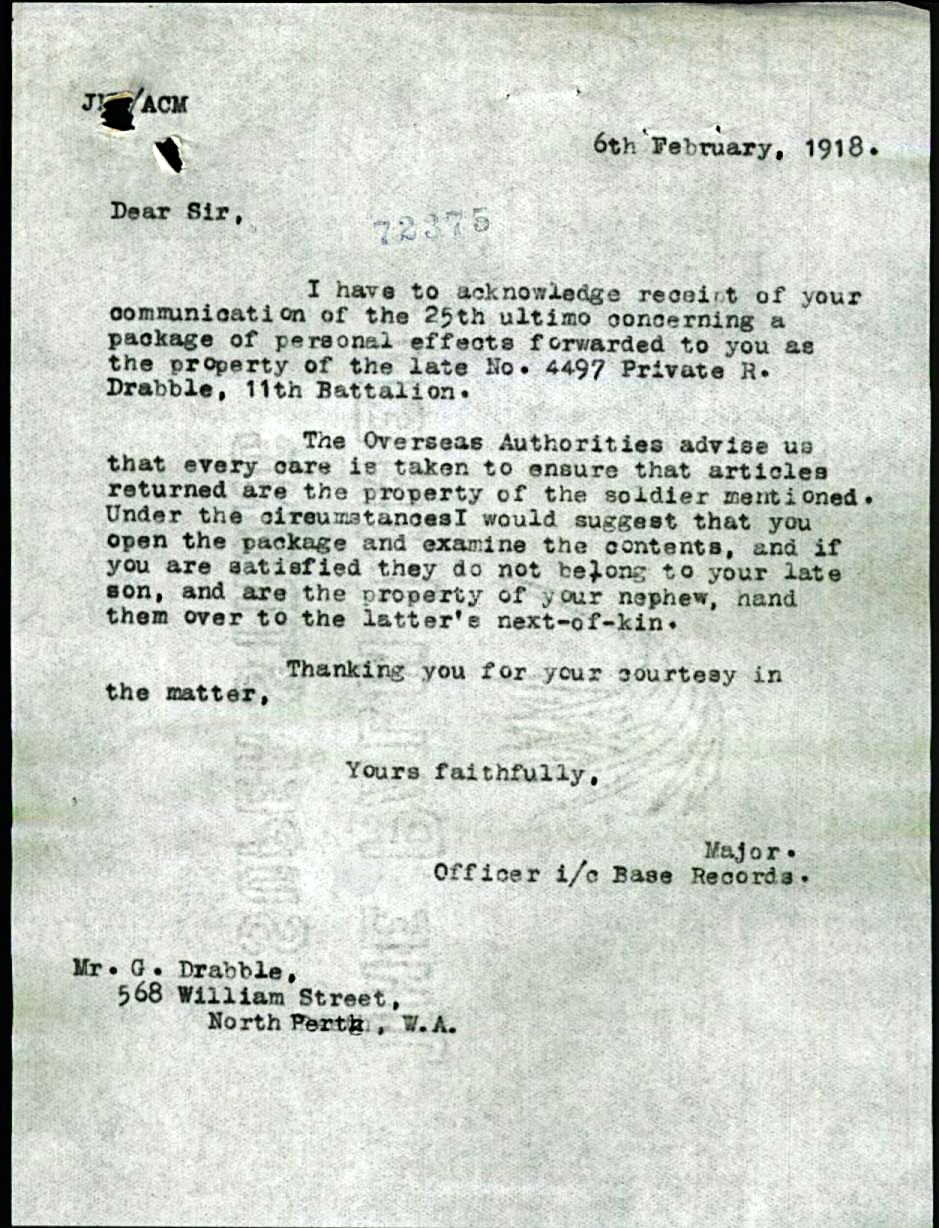 /ACM
6th February, 1918.
Dear Sir,
72375
I have to acknowledge receipt of your
communication of the 25th ultimo concerning a
package of personal effects forwarded to you as
the property of the late No. 4497 Private R.
Drabble, 11th Battalion.
The Overseas Authorities advise us
that every care is taken to ensure that articles
returned are the property of the soldier mentioned.
Under the circumstancesI would suggest that you
open the package and examine the contents, and if
you are satisfied they do not belong to your late
son, and are the property of your nephew, hand
them over to the latter's next-of-kin.
Thanking you for your courtesy in
the matter,
Yours faithfully,
Major.
Officer i/c Base Records.
Mr. G. Drabble,
568 William Street,
North Perth, W.A.